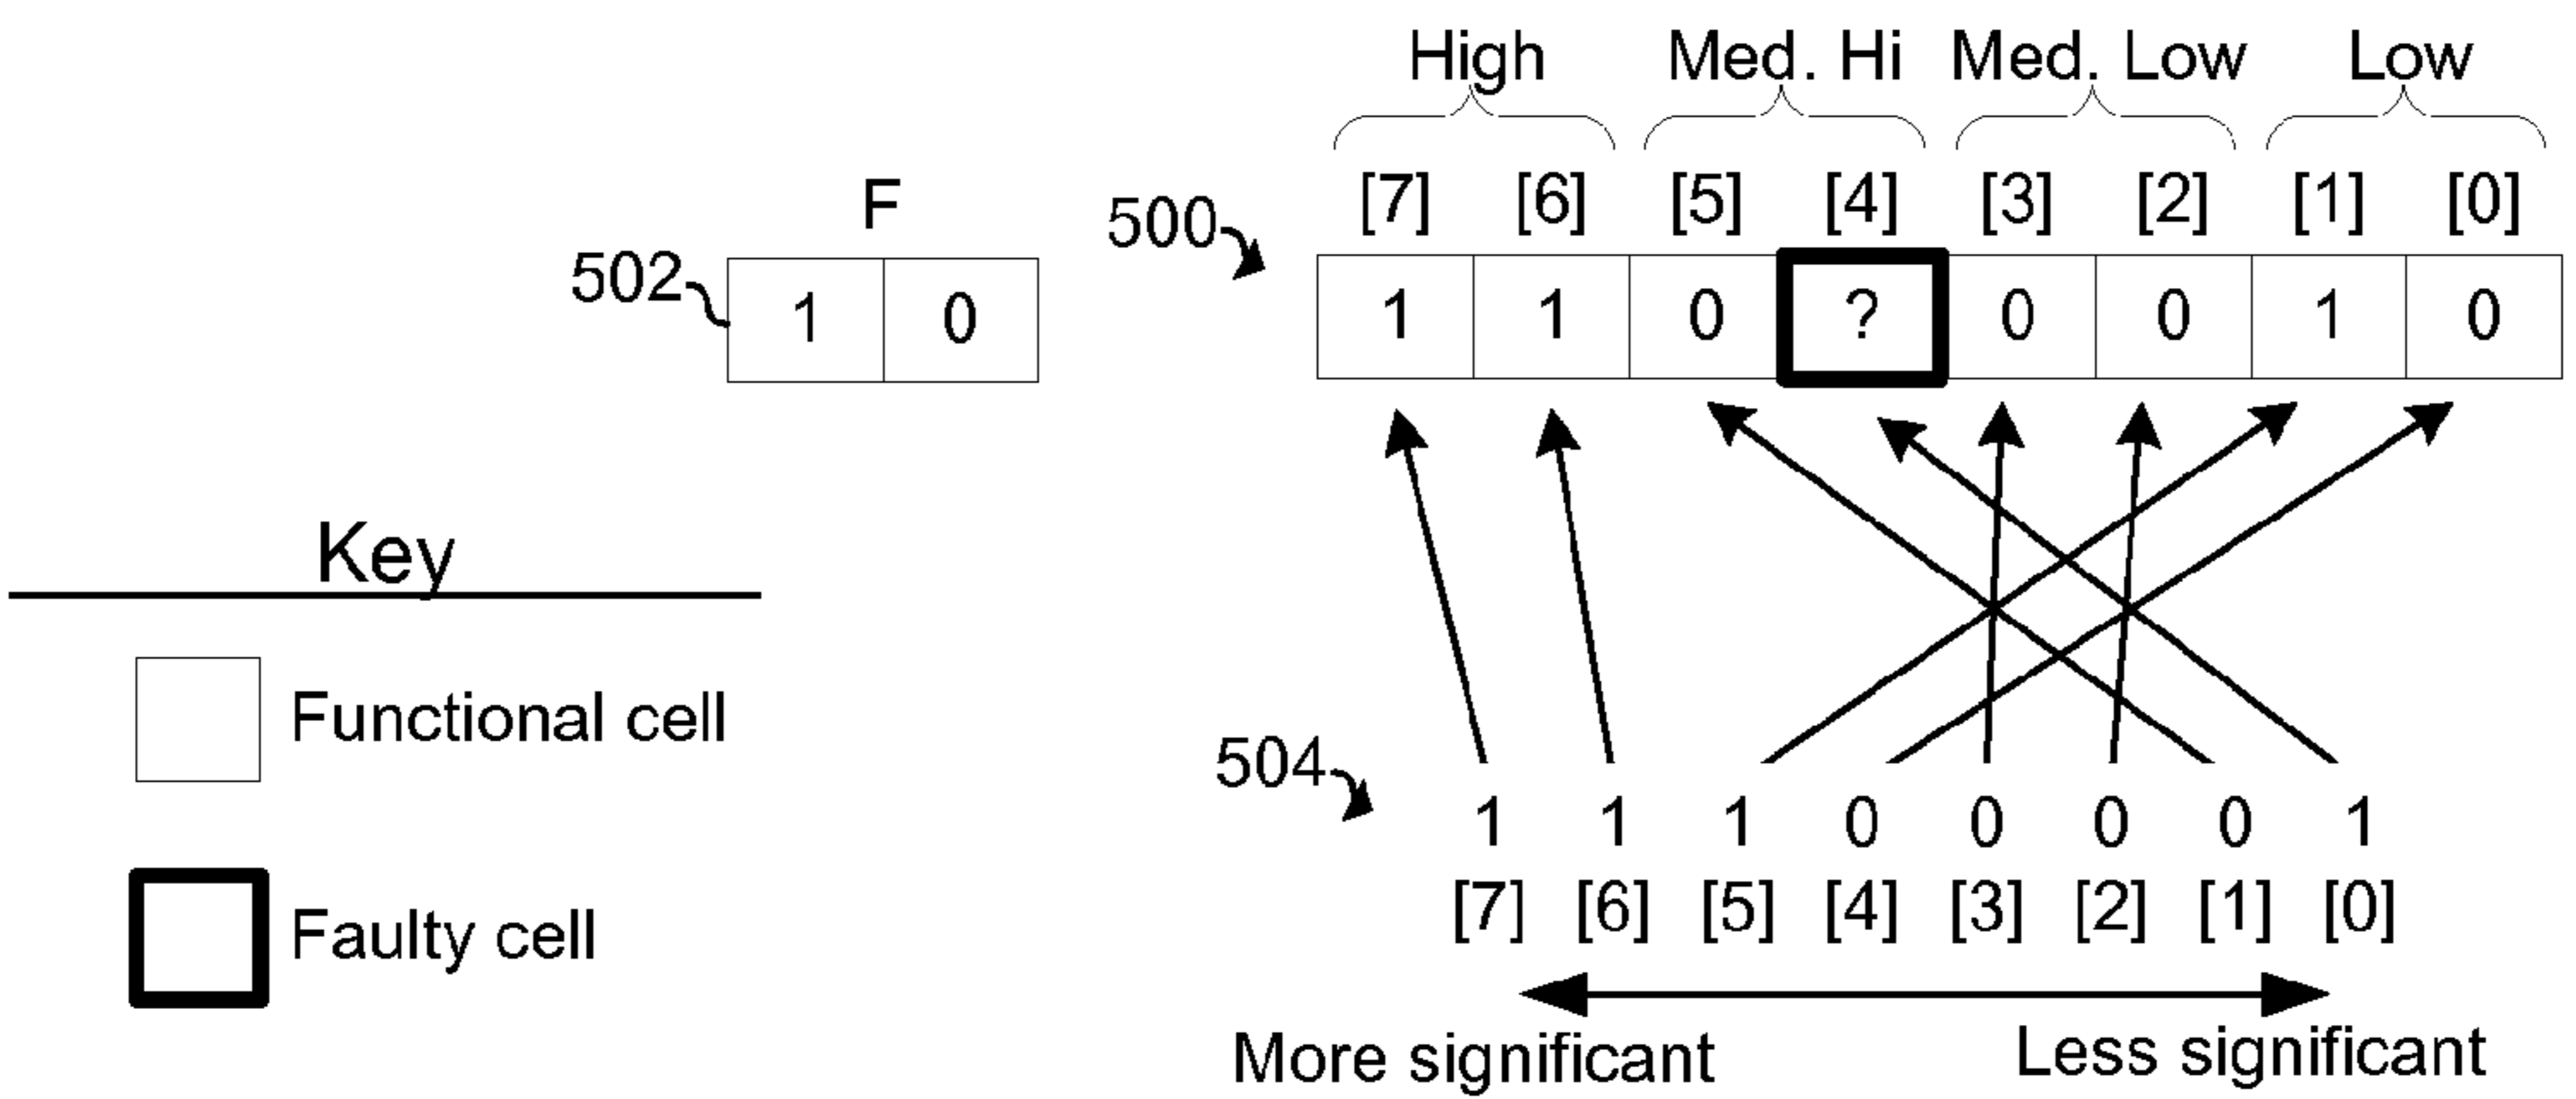 High Med. Hi Med. Low Low
[7] [6] [5] [4] [3] [2] [1] [0]
F
500
502
1 0
1 1 0 ? 0 0 1 0
Key
Functional cell
Faulty cell
504
1 1 1 0 0 0 0 1
[7] [6] [5] [4] [3] [2] [1] [0]
More significant
Less significant